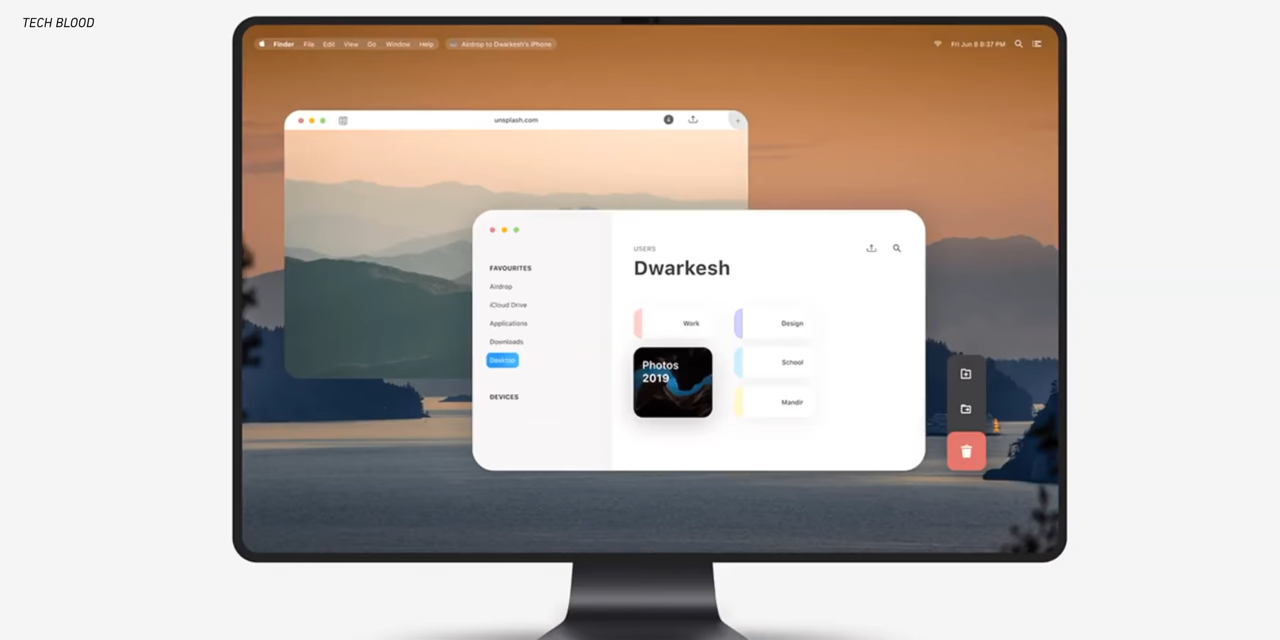 TECH BLOOD
Finder File Edit View Go Window Help Airdrop to Dwarkesh's iPhone Fri Jun 8 8:37 PM
unsplash.com
USERS
Dwarkesh
FAVOURITES
Airdrop
iCloud Drive
Applications
Downloads
Desktop
DEVICES
Work
Design
Photos
2019
School
Mandir